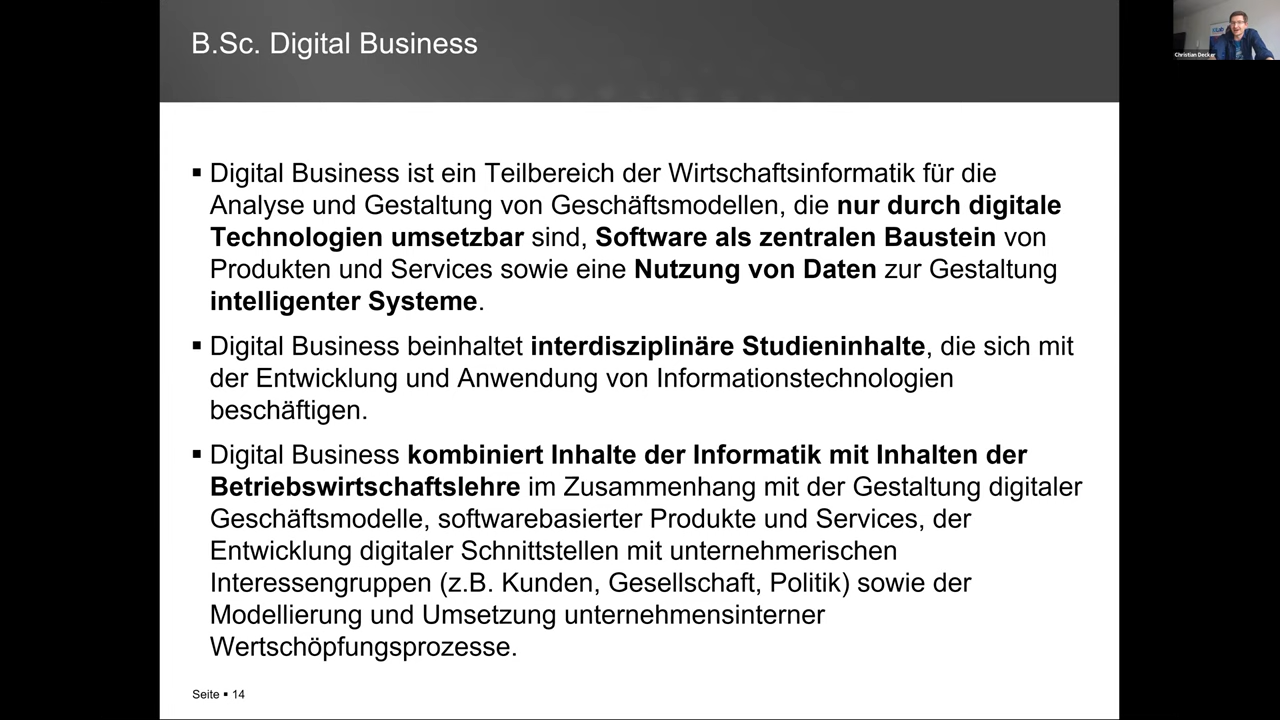 B.Sc. Digital Business
Christian Decker
▪ Digital Business ist ein Teilbereich der Wirtschaftsinformatik für die
Analyse und Gestaltung von Geschäftsmodellen, die nur durch digitale
Technologien umsetzbar sind, Software als zentralen Baustein von
Produkten und Services sowie eine Nutzung von Daten zur Gestaltung
intelligenter Systeme.
▪ Digital Business beinhaltet interdisziplinäre Studieninhalte, die sich mit
der Entwicklung und Anwendung von Informationstechnologien
beschäftigen.
▪ Digital Business kombiniert Inhalte der Informatik mit Inhalten der
Betriebswirtschaftslehre im Zusammenhang mit der Gestaltung digitaler
Geschäftsmodelle, softwarebasierter Produkte und Services, der
Entwicklung digitaler Schnittstellen mit unternehmerischen
Interessengruppen (z.B. Kunden, Gesellschaft, Politik) sowie der
Modellierung und Umsetzung unternehmensinterner
Wertschöpfungsprozesse.
Seite ▪ 14